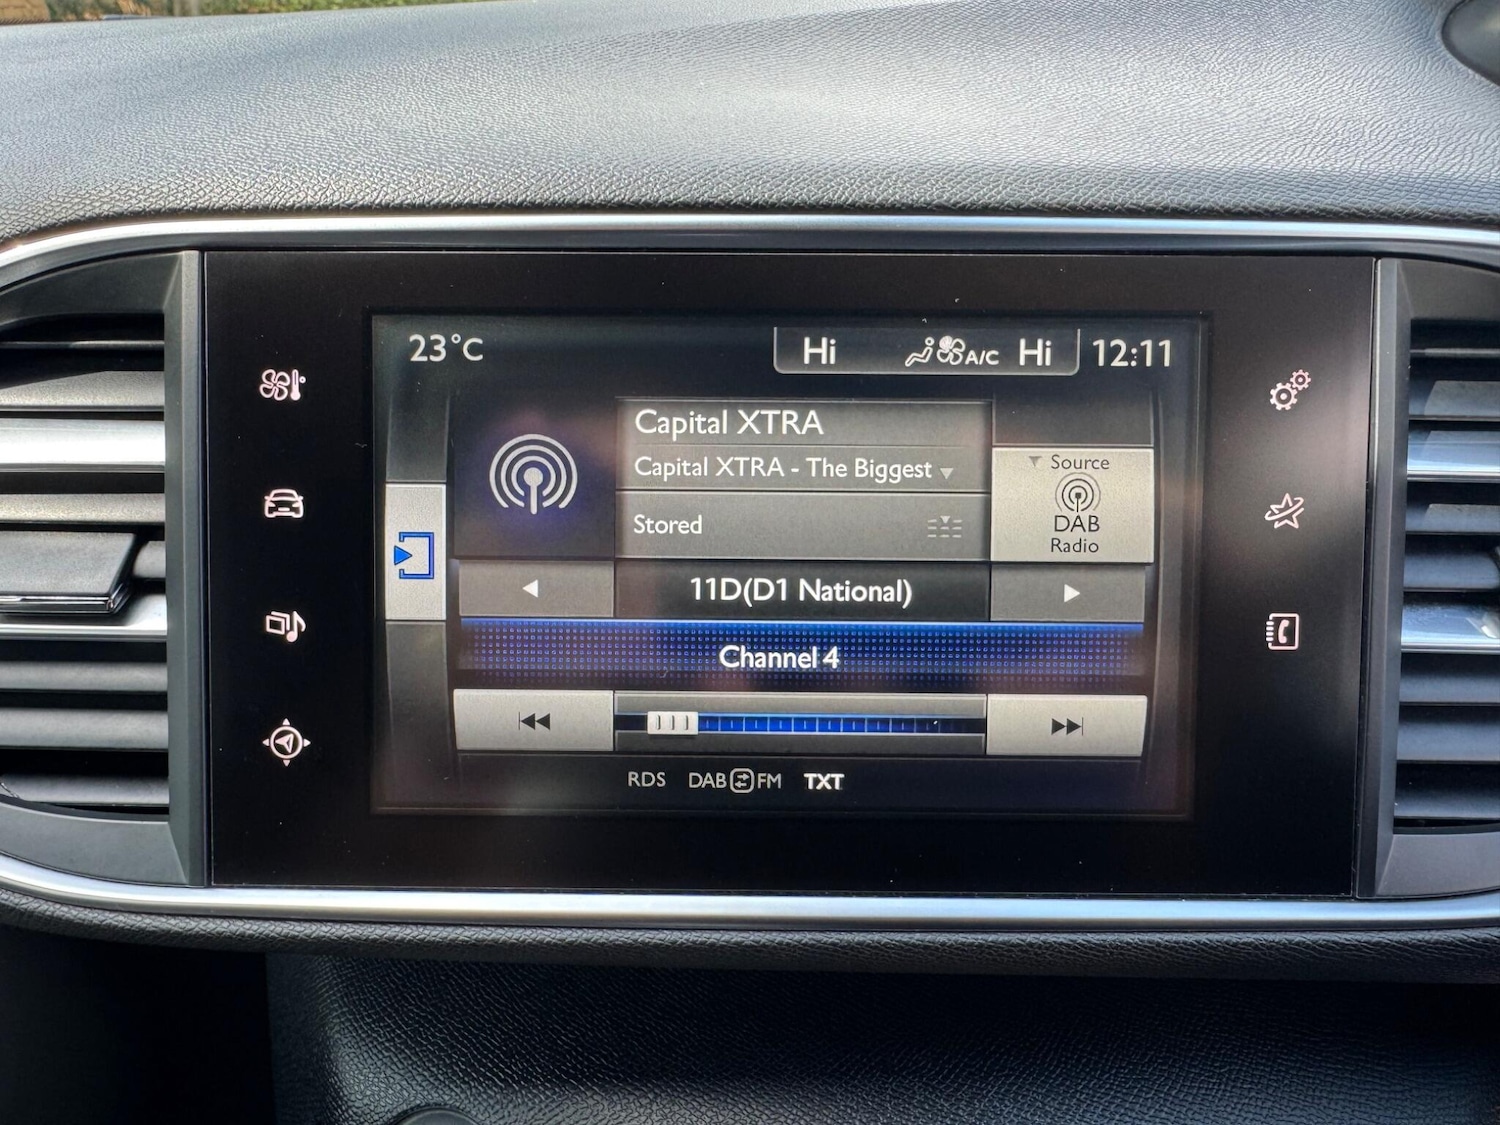 23°C
Hi A/C Hi 12:11
Capital XTRA
Capital XTRA - The Biggest
Source
Stored
DAB
Radio
11D(D1 National)
Channel 4
RDS DAB FM TXT